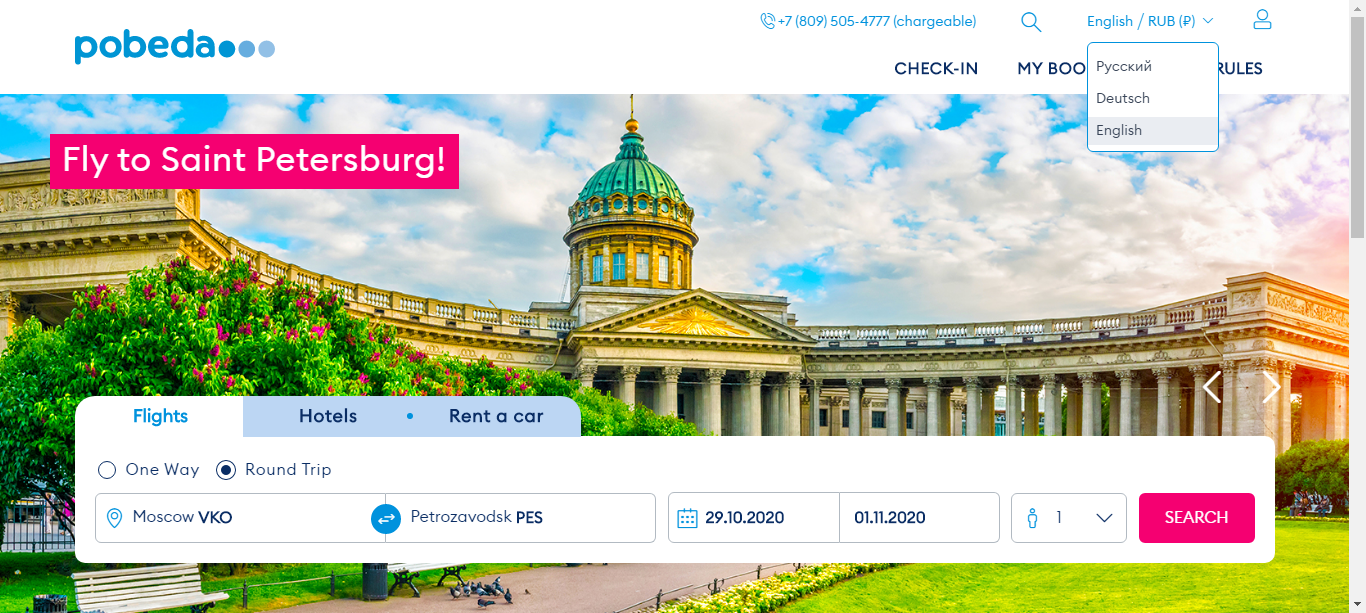 +7 (809) 505-4777 (chargeable)
English / RUB (₽)
pobeda
CHECK-IN
MY BOO
RULES
Русский
Deutsch
English
Fly to Saint Petersburg!
Flights
Hotels
Rent a car
One Way
Round Trip
Moscow VKO
Petrozavodsk PES
29.10.2020
01.11.2020
1
SEARCH